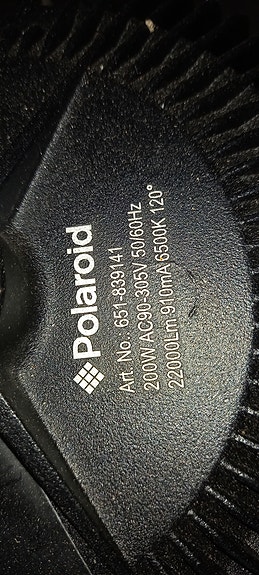 Polaroid
Art. No. 651-839141
200W AC90-305V 50/60Hz
22000Lm 910mA 6500K 120°